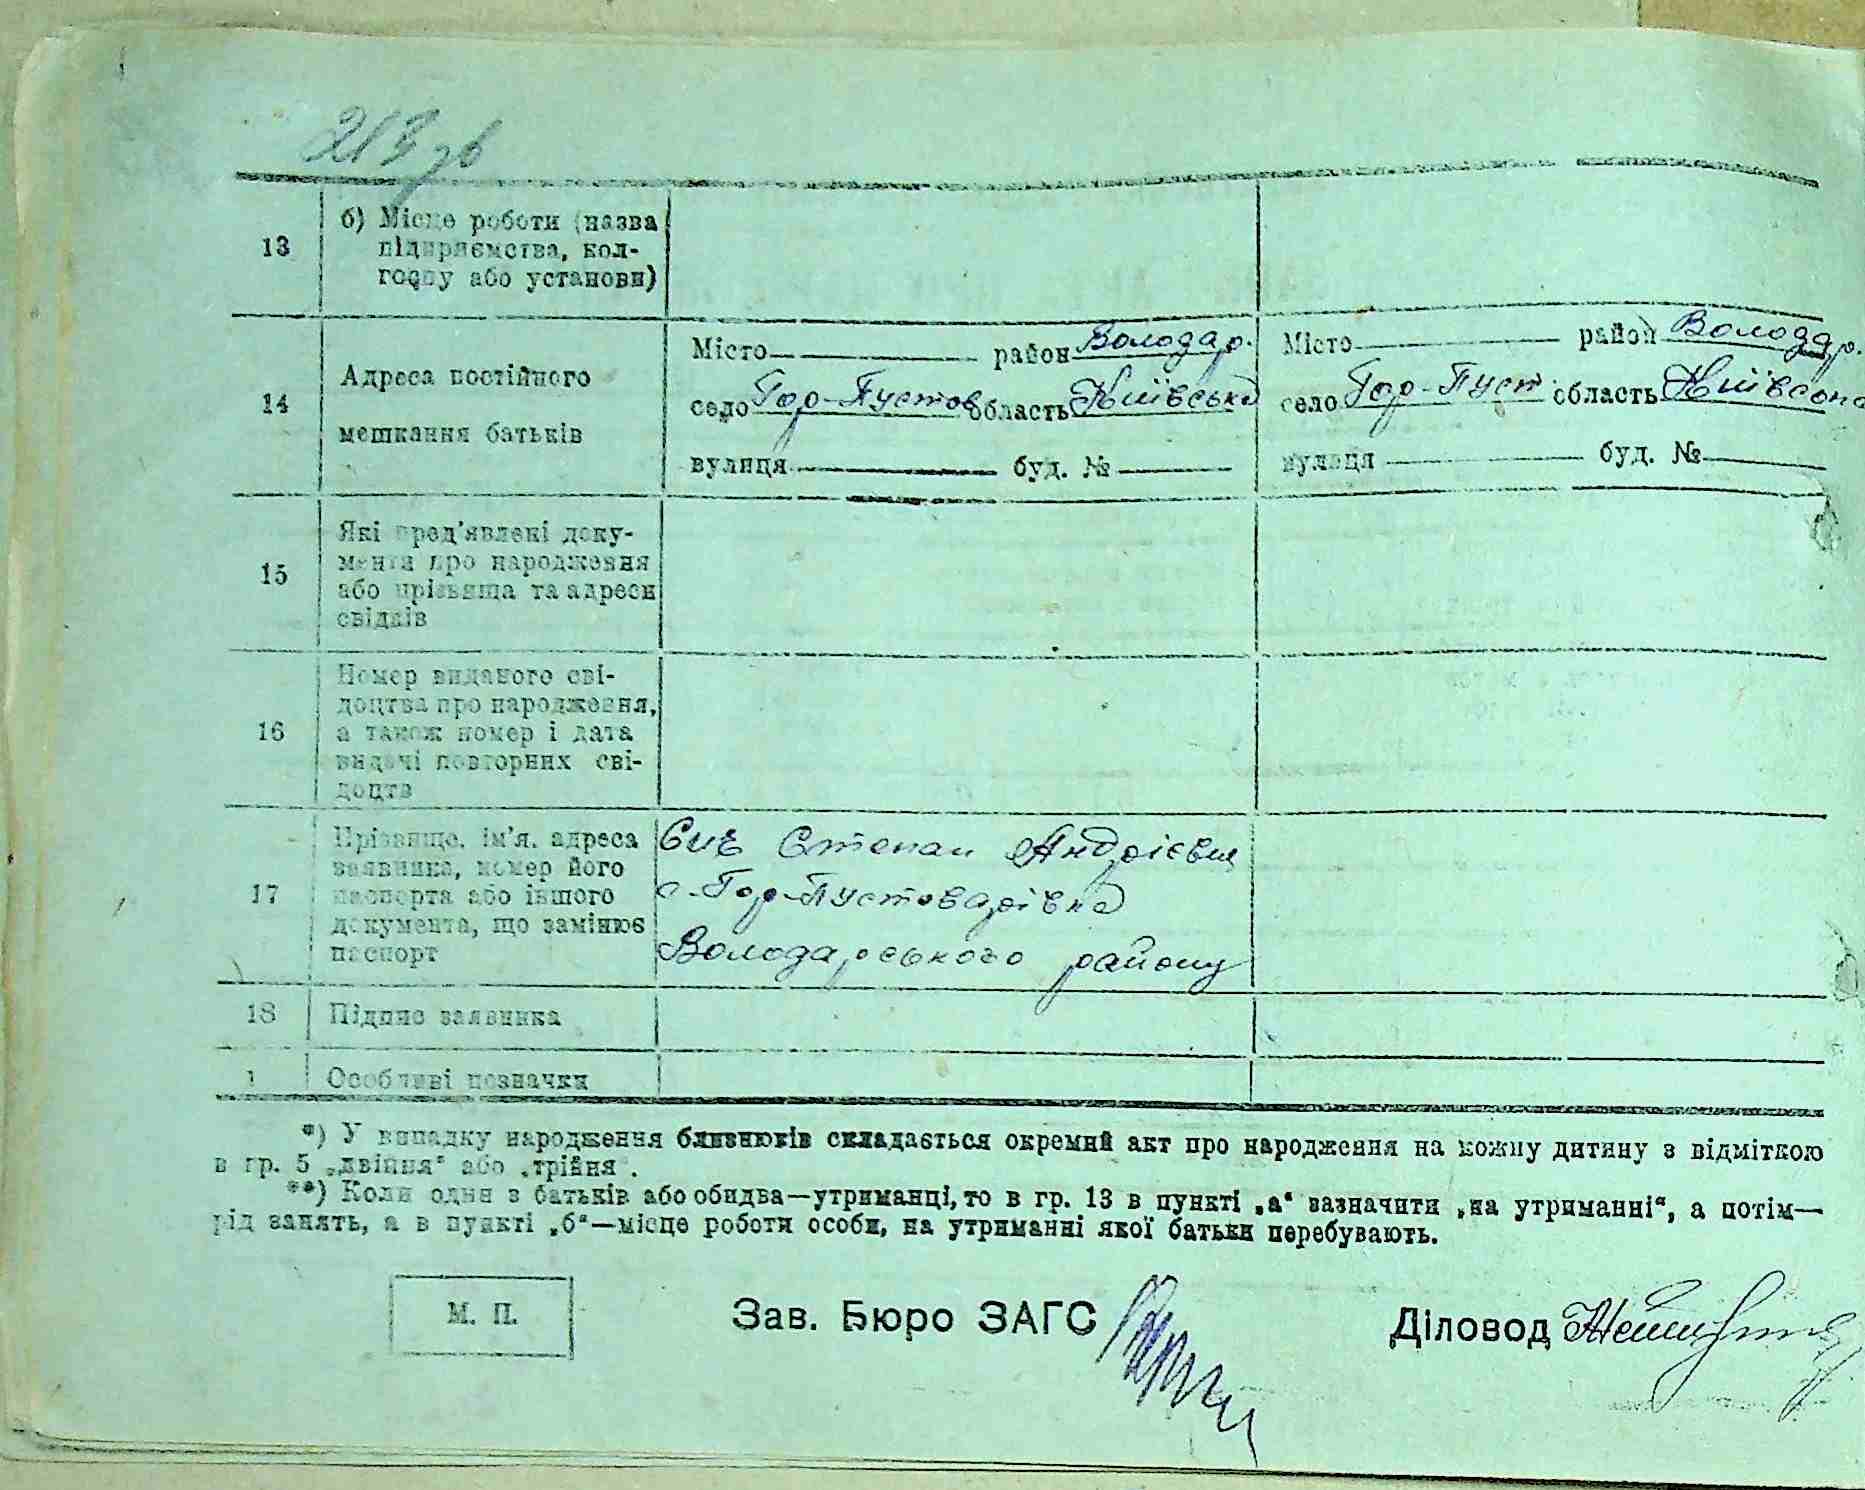 213 зв
13
б) Місце роботи (назва
підприємства, кол-
госпу або установи)
14
Адреса постійного
мешкання батьків
Місто район Володар.
село Гор-Пустов область Київська
вулиця буд. №
Місто район Володар.
село Гор-Пуст. область Київська
вулиця буд. №
15
Які пред'явлені доку-
менти про народження
або прізвища та адреси
свідків
16
Номер виданого сві-
доцтва про народження,
а також номер і дата
видачі повторних сві-
доцтв
17
Прізвище, ім'я, адреса
заявника, номер його
паспорта або іншого
документа, що замінює
паспорт
Сич Степан Андрієвич
с. Гор-Пустоварівка
Володарського району
18
Підпис заявника
1
Особливі позначки
*) У випадку народження близнюків складається окремий акт про народження на кожну дитину з відміткою
в гр. 5 „двійня" або „трійня".
**) Коли один з батьків або обидва—утриманці, то в гр. 13 в пункті „а" зазначити „на утриманні", а потім—
рід занять, а в пункті „б"—місце роботи особи, на утриманні якої батьки перебувають.
М. П.
Зав. Бюро ЗАГС
Діловод